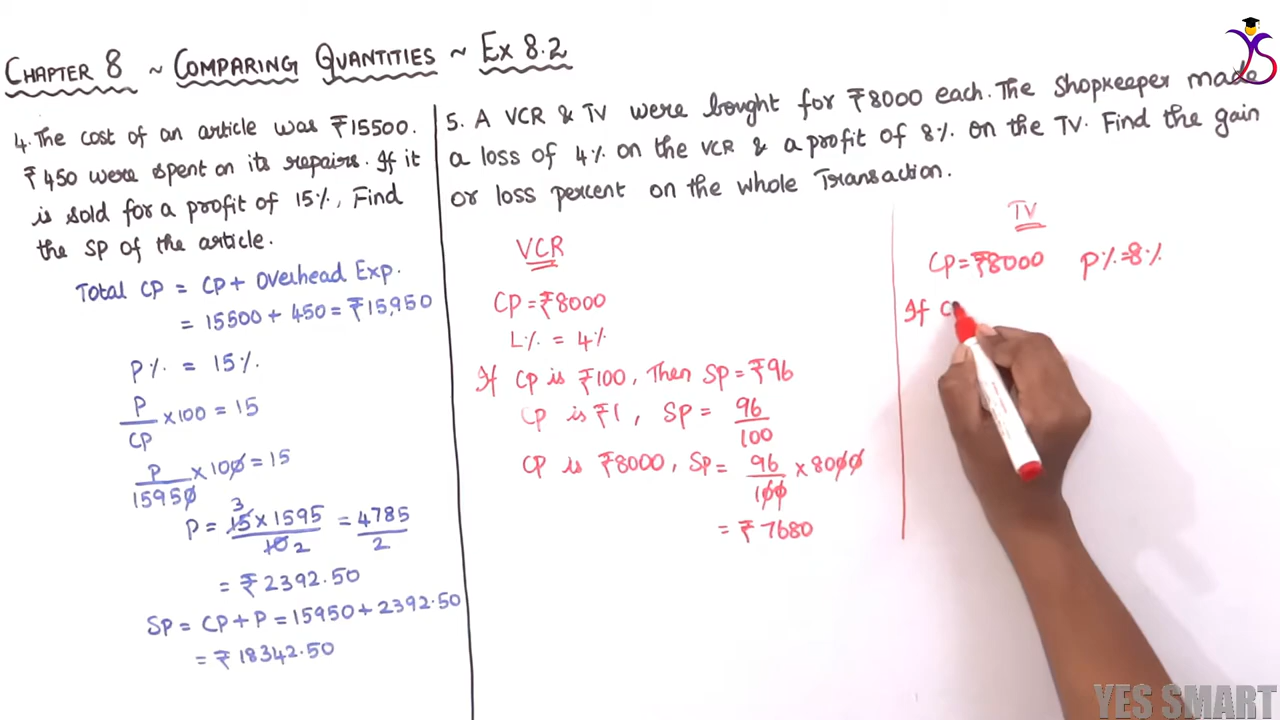 CHAPTER 8 ~ COMPARING QUANTITIES ~ EX 8.2
4. The cost of an article was ₹15500.
₹450 were spent on its repairs. If it
is sold for a profit of 15%, Find
the SP of the article.
Total CP = CP + Overhead Exp.
= 15500 + 450 = ₹15,950
P% = 15%.
P/CP × 100 = 15
P/15950 × 100 = 15
3
P = 15 × 1595/10 2 = 4785/2
= ₹2392.50
SP = CP + P = 15950 + 2392.50
= ₹18342.50
5. A VCR & TV were bought for ₹8000 each. The Shopkeeper made
a loss of 4% on the VCR & a profit of 8% on the TV. Find the gain
or loss percent on the whole Transaction.
VCR
CP = ₹8000
L% = 4%
If CP is ₹100, Then SP = ₹96
CP is ₹1, SP = 96/100
CP is ₹8000, SP = 96/100 × 8000
= ₹7680
TV
CP = ₹8000 P% = 8%
If C
YES SMART